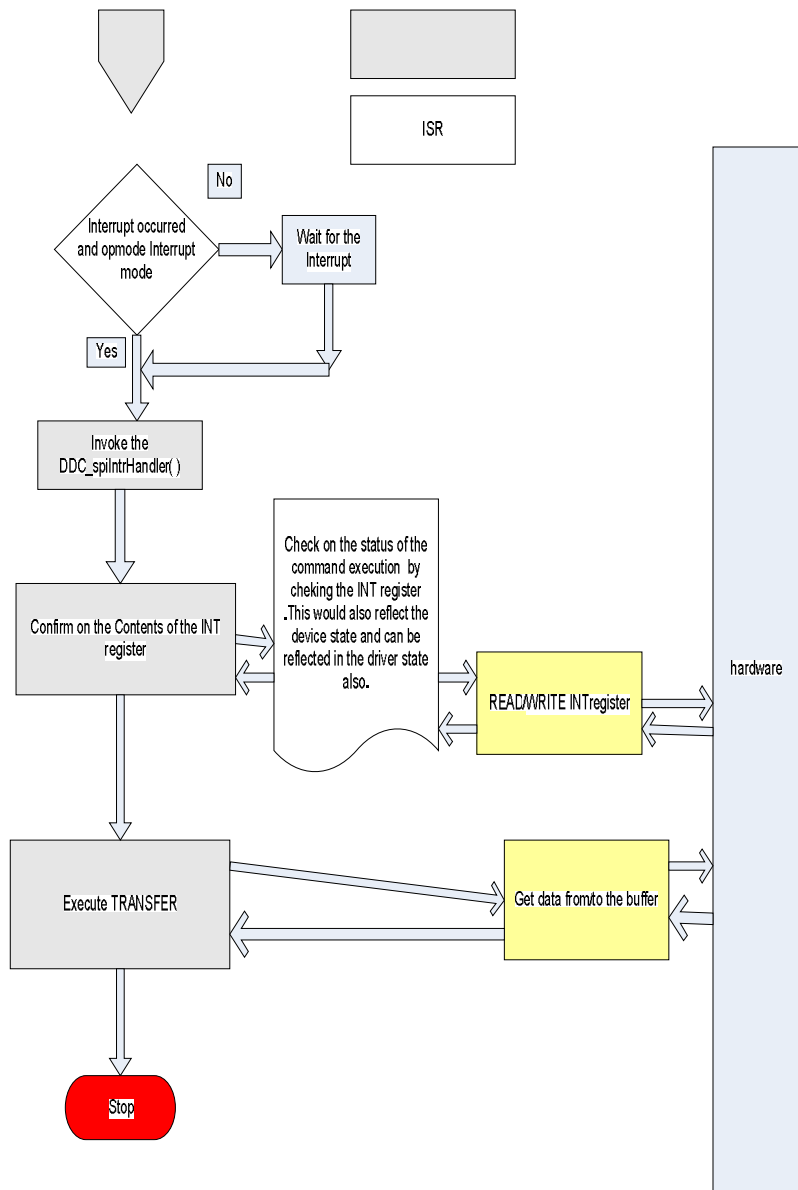 ISR
No
Interrupt occurred
and opmode Interrupt
mode
Wait for the
Interrupt
Yes
Invoke the
DDC_spiIntrHandler( )
Check on the status of the
command execution by
cheking the INT register
.This would also reflect the
device state and can be
reflected in the driver state
also.
Confirm on the Contents of the INT
register
READ/WRITE INTregister
hardware
Execute TRANSFER
Get data from/to the buffer
Stop